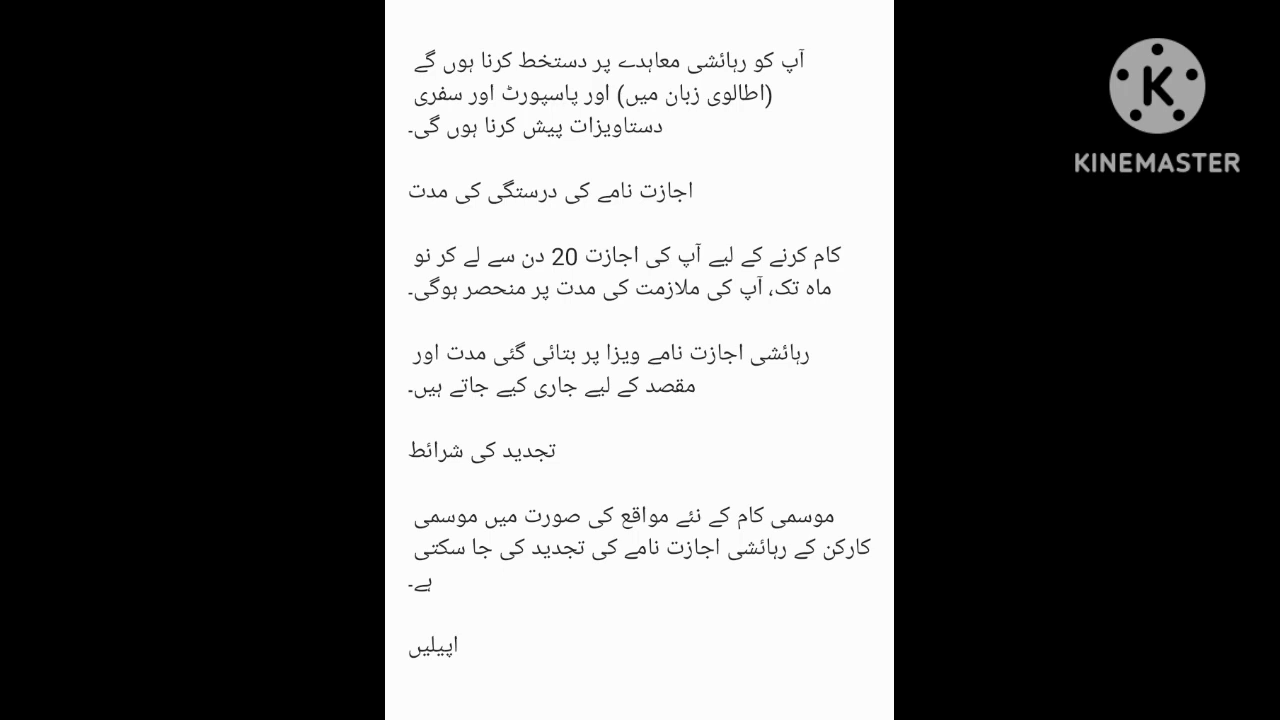 آپ کو رہائشی معاہدے پر دستخط کرنا ہوں گے
(اطالوی زبان میں) اور پاسپورٹ اور سفری
دستاویزات پیش کرنا ہوں گی۔
اجازت نامے کی درستگی کی مدت
کام کرنے کے لیے آپ کی اجازت 20 دن سے لے کر نو
ماہ تک، آپ کی ملازمت کی مدت پر منحصر ہوگی۔
رہائشی اجازت نامے ویزا پر بتائی گئی مدت اور
مقصد کے لیے جاری کیے جاتے ہیں۔
تجدید کی شرائط
موسمی کام کے نئے مواقع کی صورت میں موسمی
کارکن کے رہائشی اجازت نامے کی تجدید کی جا سکتی
ہے۔
اپیلیں
K
KINEMASTER